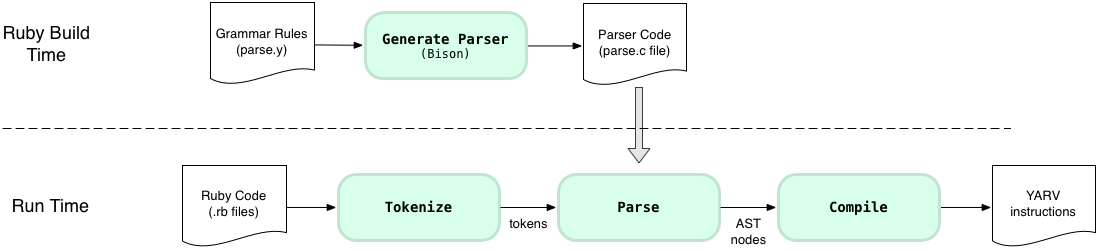 Ruby Build
Time
Grammar Rules
(parse.y)
Generate Parser
(Bison)
Parser Code
(parse.c file)
Run Time
Ruby Code
(.rb files)
Tokenize
tokens
Parse
AST
nodes
Compile
YARV
instructions